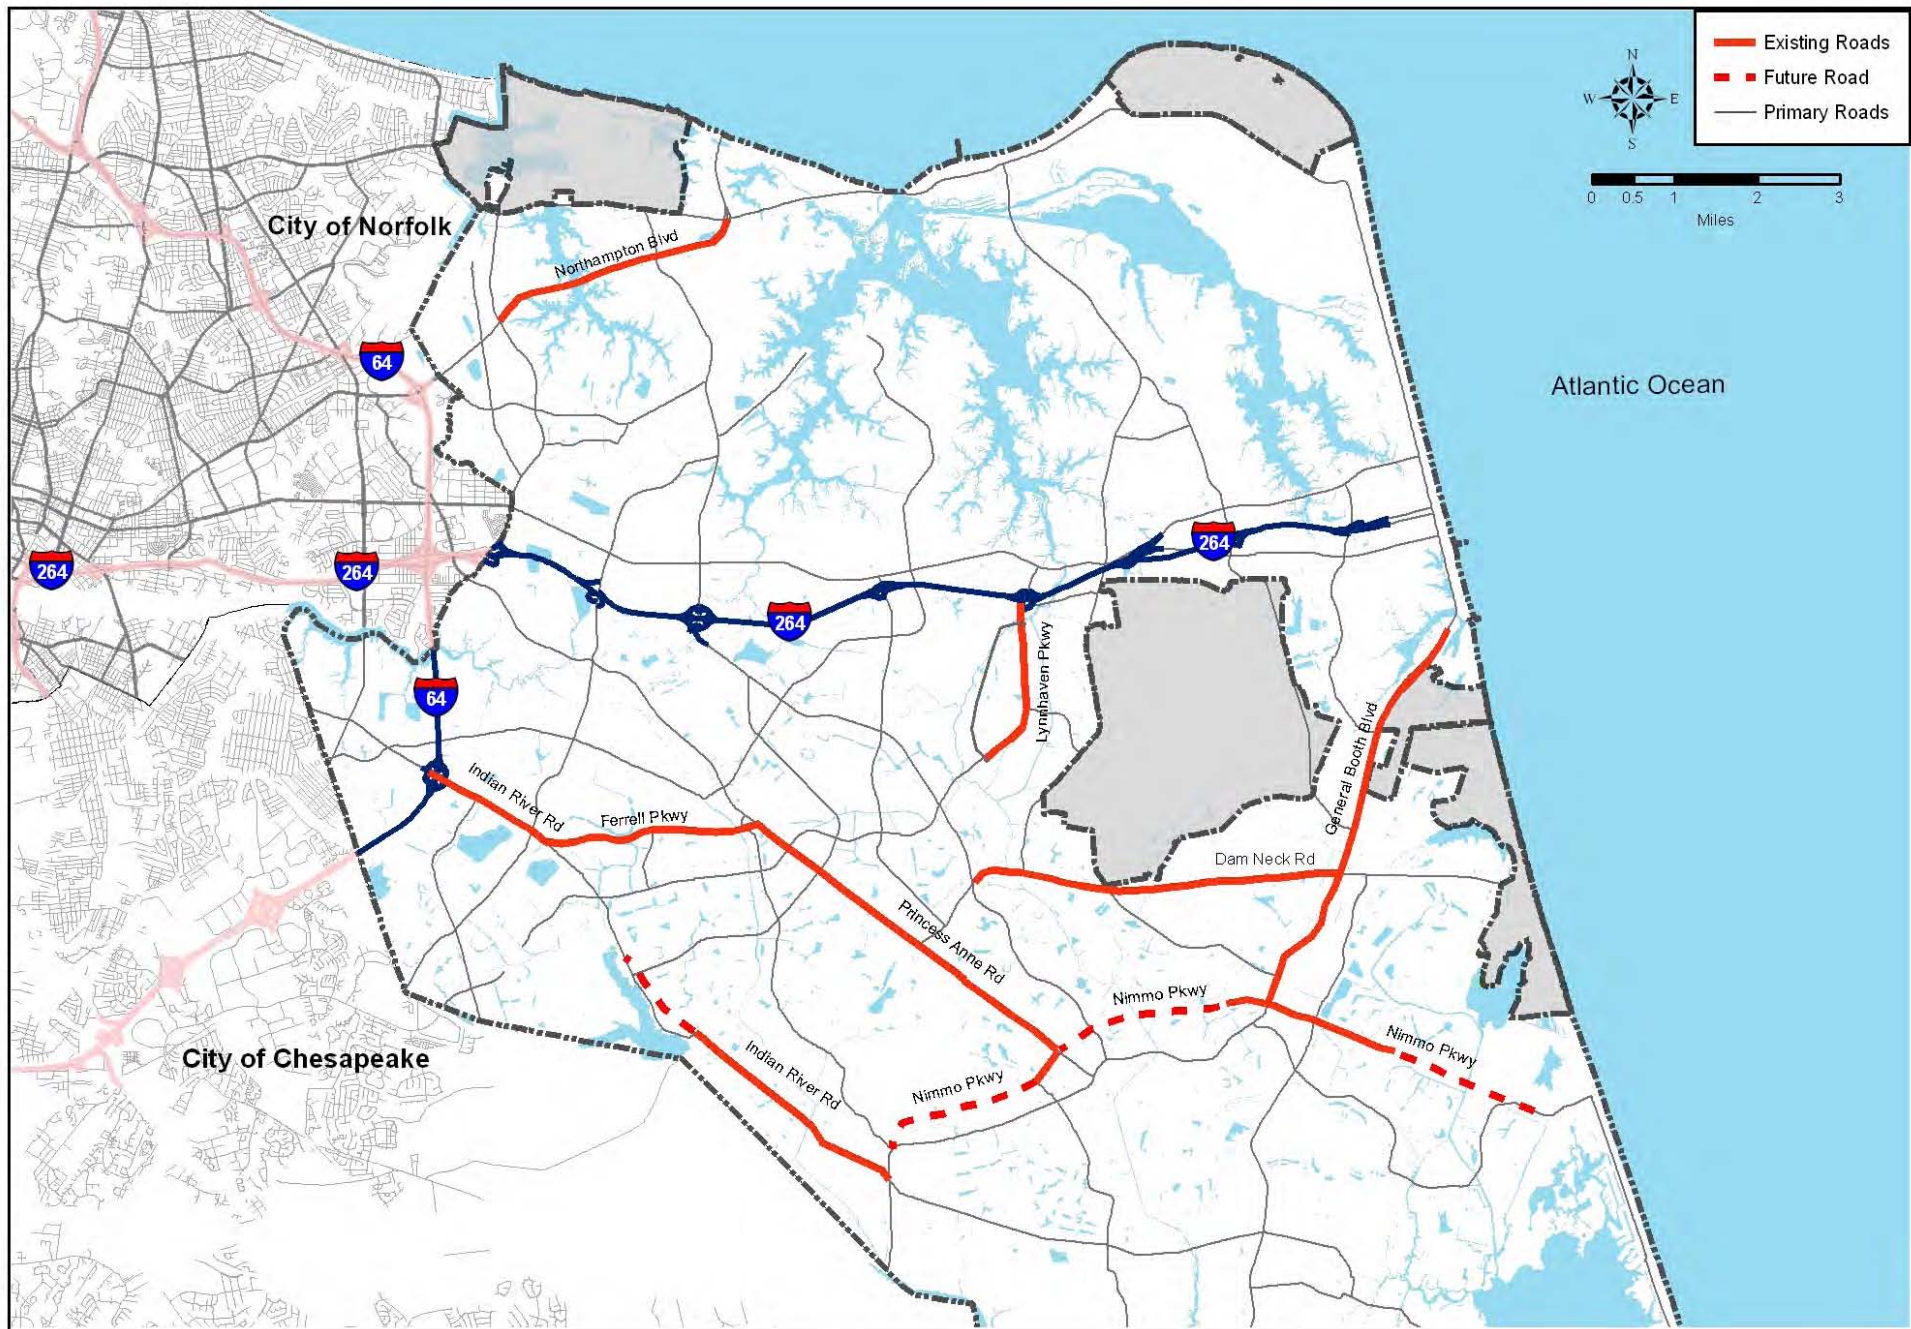 Existing Roads
Future Road
Primary Roads
N
W E
S
0 0.5 1 2 3
Miles
City of Norfolk
Northampton Blvd
64
Atlantic Ocean
264
264
264
264
Lynnhaven Pkwy
64
General Booth Blvd
Indian River Rd
Ferrell Pkwy
Dam Neck Rd
Princess Anne Rd
Nimmo Pkwy
Nimmo Pkwy
City of Chesapeake
Indian River Rd
Nimmo Pkwy